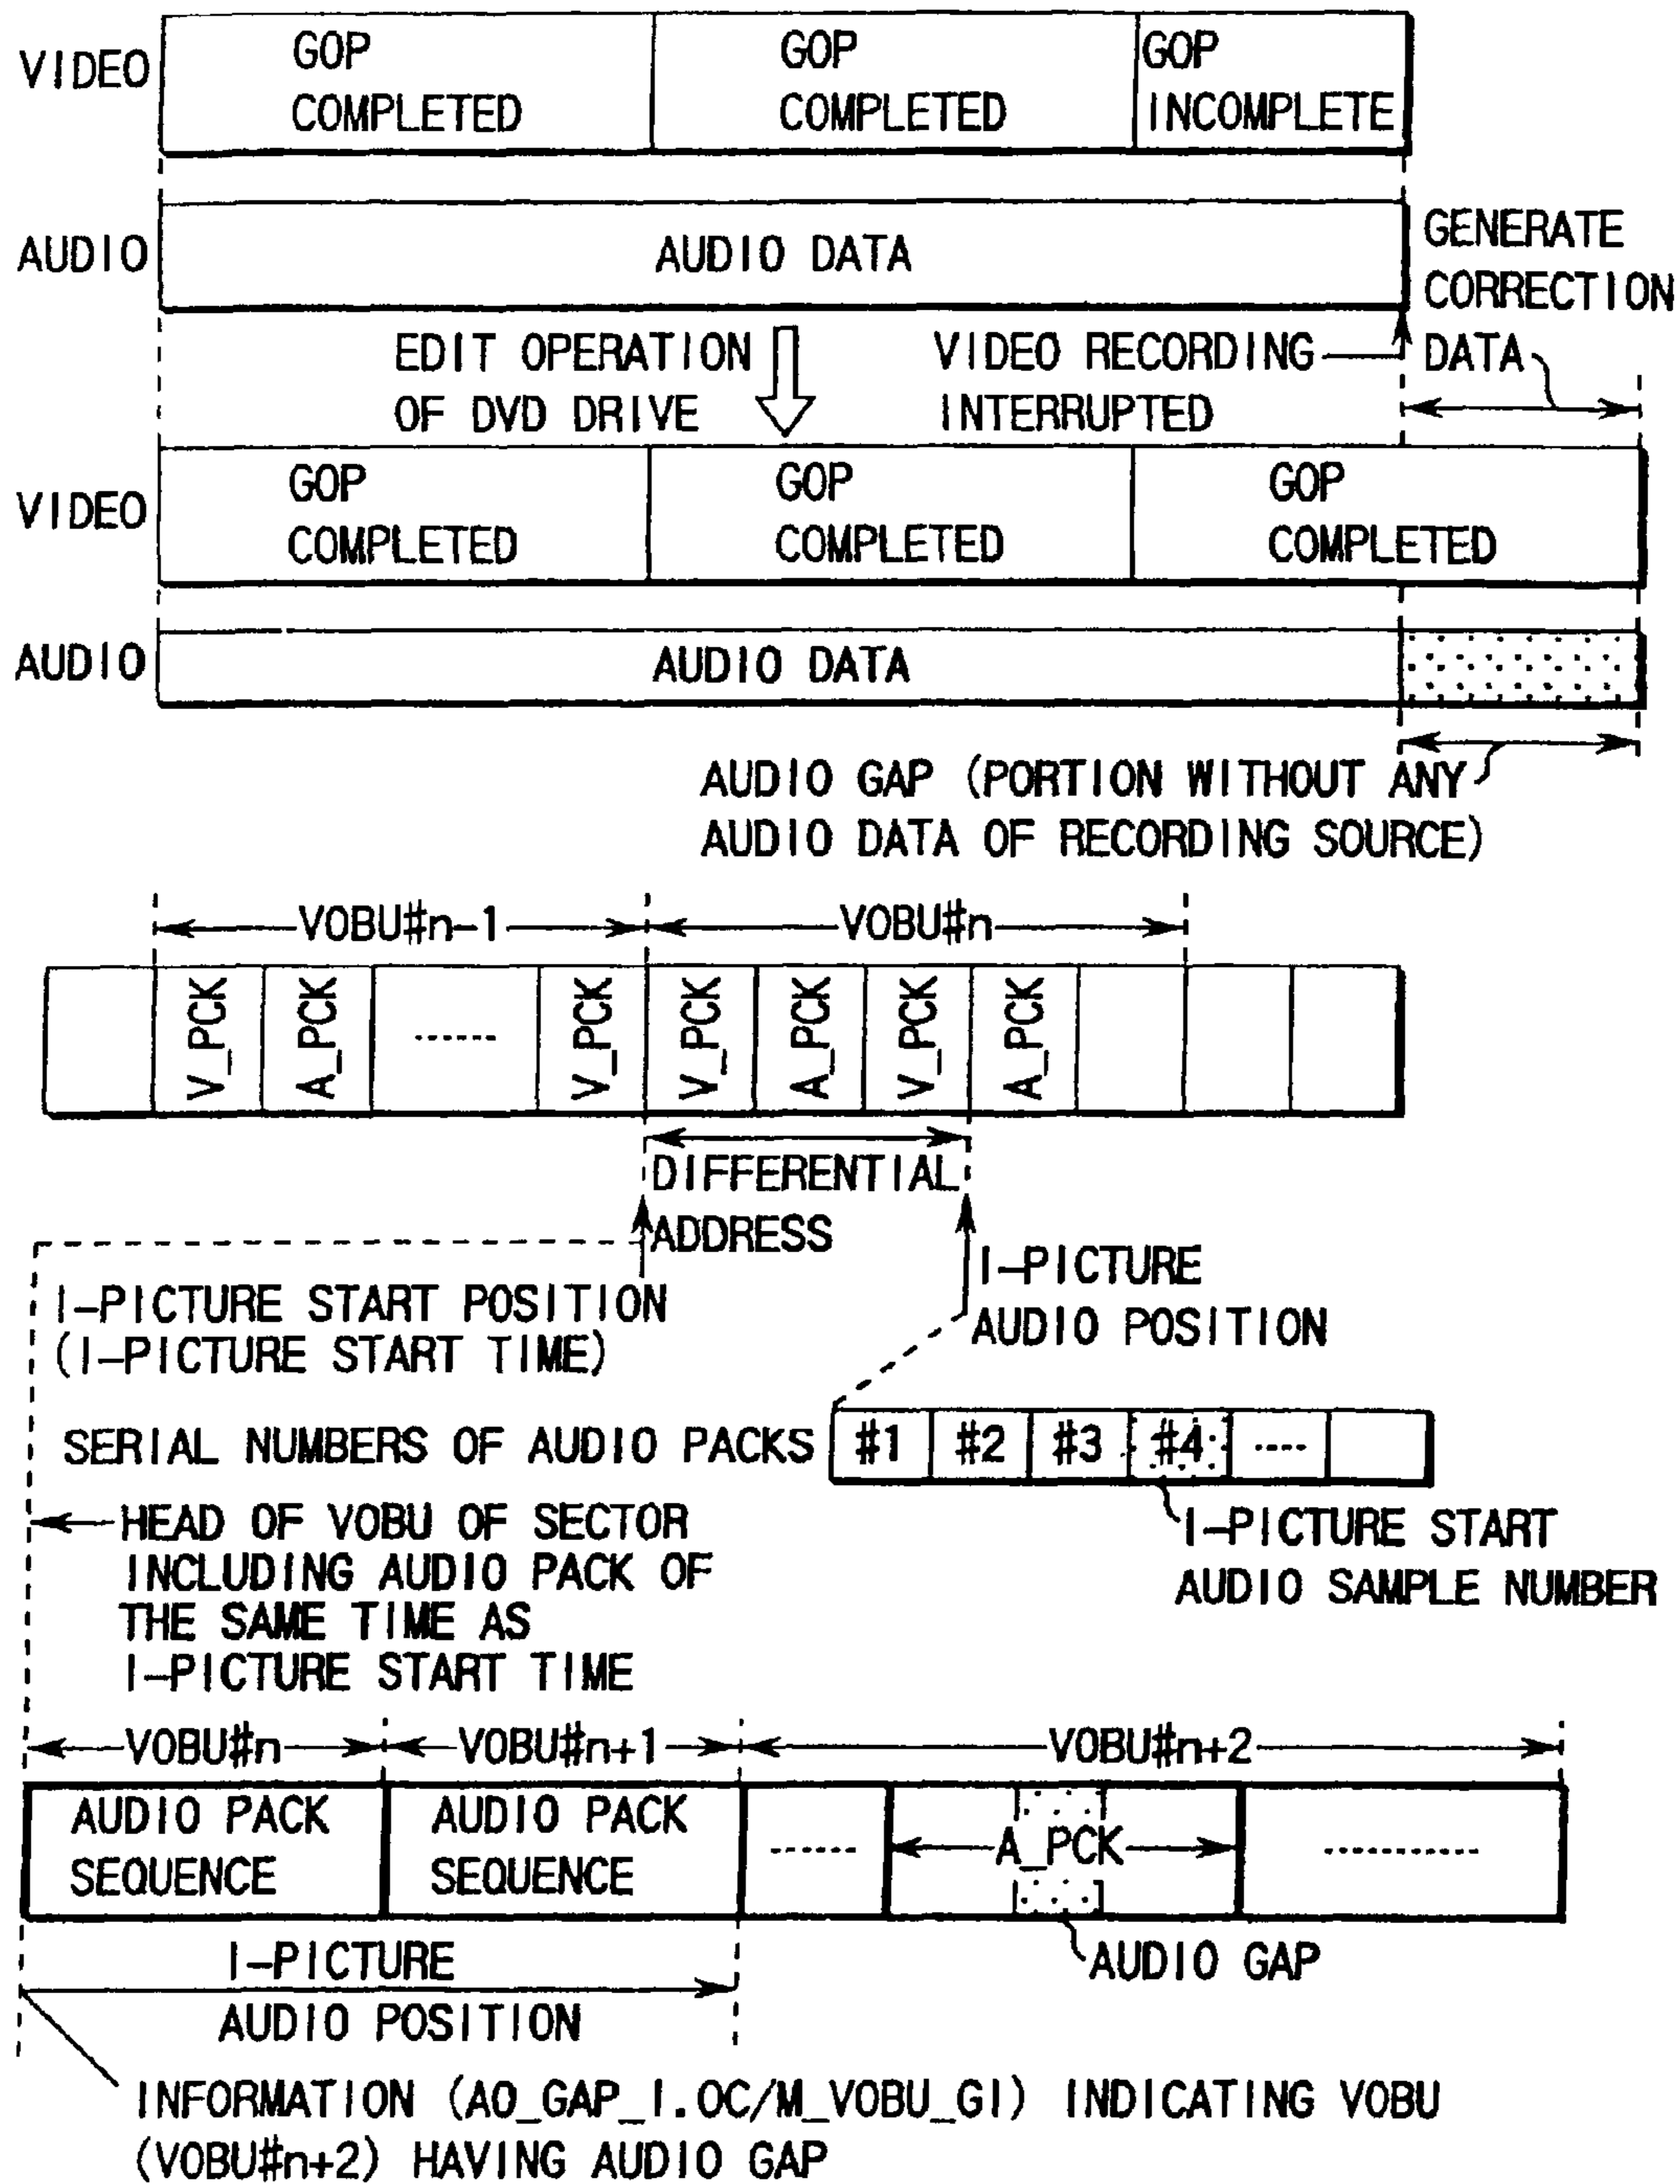 VIDEO
GOP
COMPLETED
GOP
COMPLETED
GOP
INCOMPLETE
AUDIO
AUDIO DATA
GENERATE
CORRECTION
DATA
EDIT OPERATION
OF DVD DRIVE
VIDEO RECORDING
INTERRUPTED
VIDEO
GOP
COMPLETED
GOP
COMPLETED
GOP
COMPLETED
AUDIO
AUDIO DATA
AUDIO GAP (PORTION WITHOUT ANY
AUDIO DATA OF RECORDING SOURCE)
VOBU#n-1
VOBU#n
V_PCK
A_PCK
......
V_PCK
V_PCK
A_PCK
V_PCK
A_PCK
DIFFERENTIAL
ADDRESS
I-PICTURE START POSITION
(I-PICTURE START TIME)
I-PICTURE
AUDIO POSITION
SERIAL NUMBERS OF AUDIO PACKS
#1
#2
#3
#4
....
I-PICTURE START
AUDIO SAMPLE NUMBER
HEAD OF VOBU OF SECTOR
INCLUDING AUDIO PACK OF
THE SAME TIME AS
I-PICTURE START TIME
VOBU#n
VOBU#n+1
VOBU#n+2
AUDIO PACK
SEQUENCE
AUDIO PACK
SEQUENCE
......
A_PCK
...........
AUDIO GAP
I-PICTURE
AUDIO POSITION
INFORMATION (A0_GAP_I.OC/M_VOBU_GI) INDICATING VOBU
(VOBU#n+2) HAVING AUDIO GAP